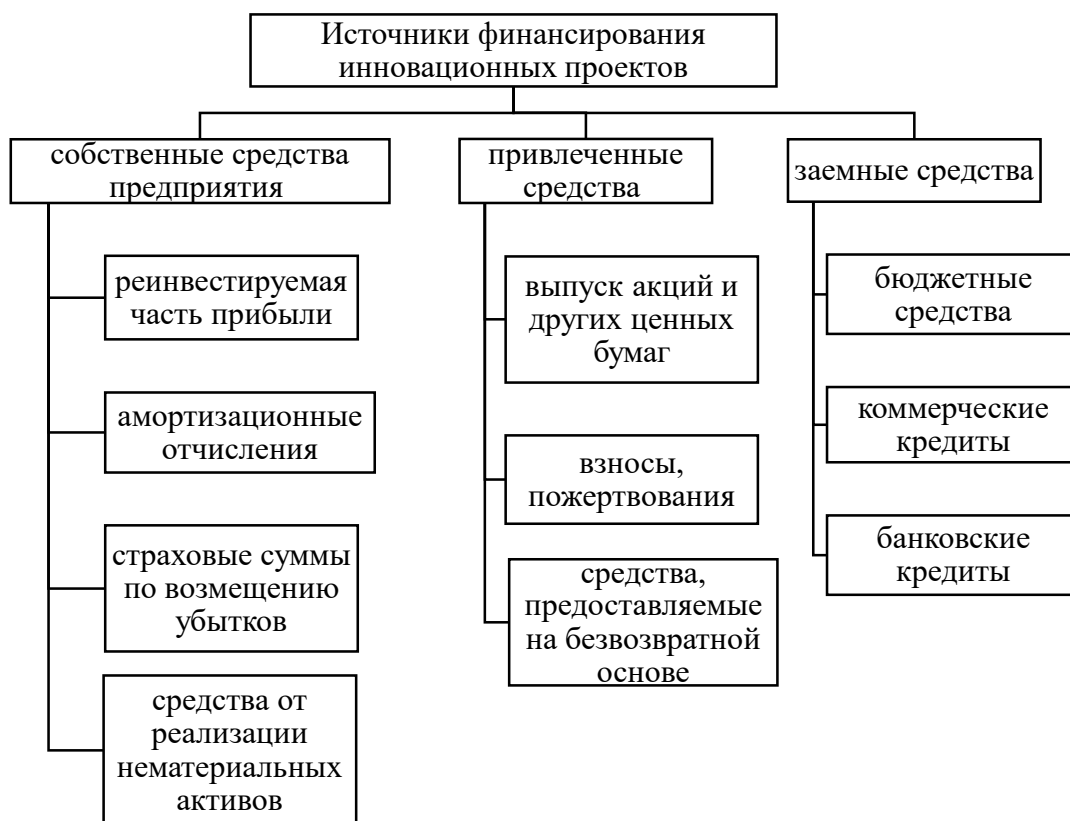 Источники финансирования
инновационных проектов
собственные средства
предприятия
реинвестируемая
часть прибыли
амортизационные
отчисления
страховые суммы
по возмещению
убытков
средства от
реализации
нематериальных
активов
привлеченные
средства
выпуск акций и
других ценных
бумаг
взносы,
пожертвования
средства,
предоставляемые
на безвозвратной
основе
заемные средства
бюджетные
средства
коммерческие
кредиты
банковские
кредиты